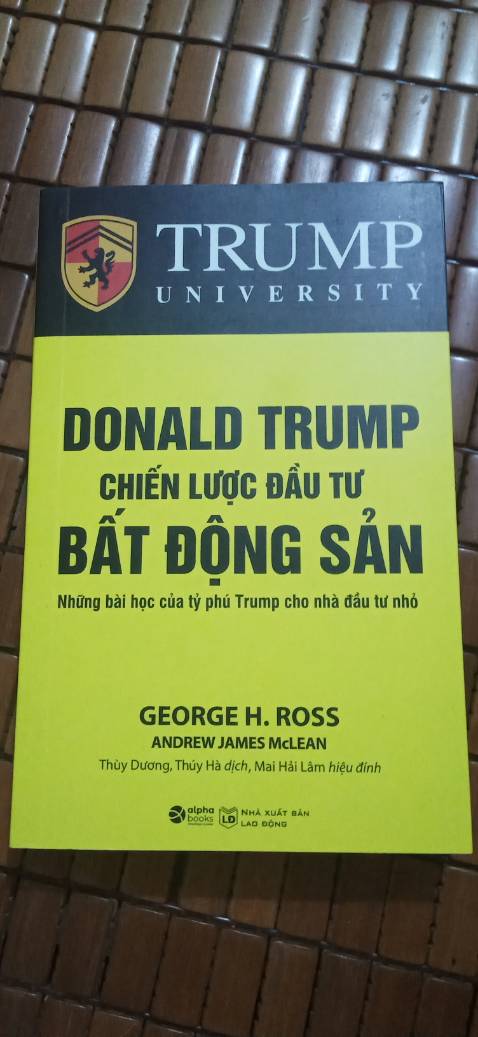 TRUMP
UNIVERSITY
DONALD TRUMP
CHIẾN LƯỢC ĐẦU TƯ
BẤT ĐỘNG SẢN
Những bài học của tỷ phú Trump cho nhà đầu tư nhỏ
GEORGE H. ROSS
ANDREW JAMES McLEAN
Thùy Dương, Thúy Hà dịch, Mai Hải Lâm hiệu đính
alpha books
LĐ NHÀ XUẤT BẢN
LAO ĐỘNG